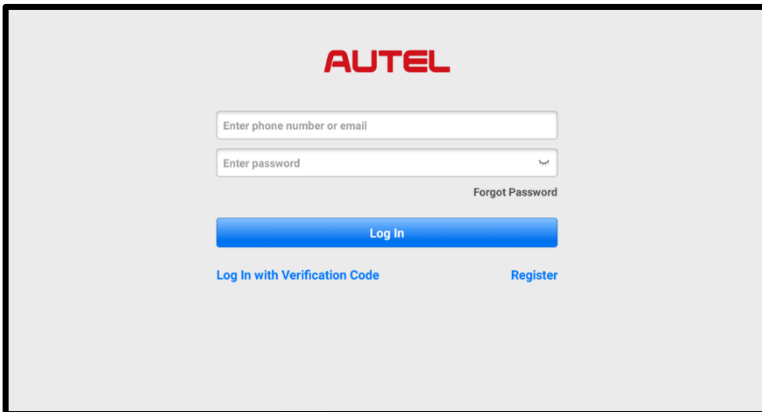 AUTEL
Enter phone number or email
Enter password
Forgot Password
Log In
Log In with Verification Code Register